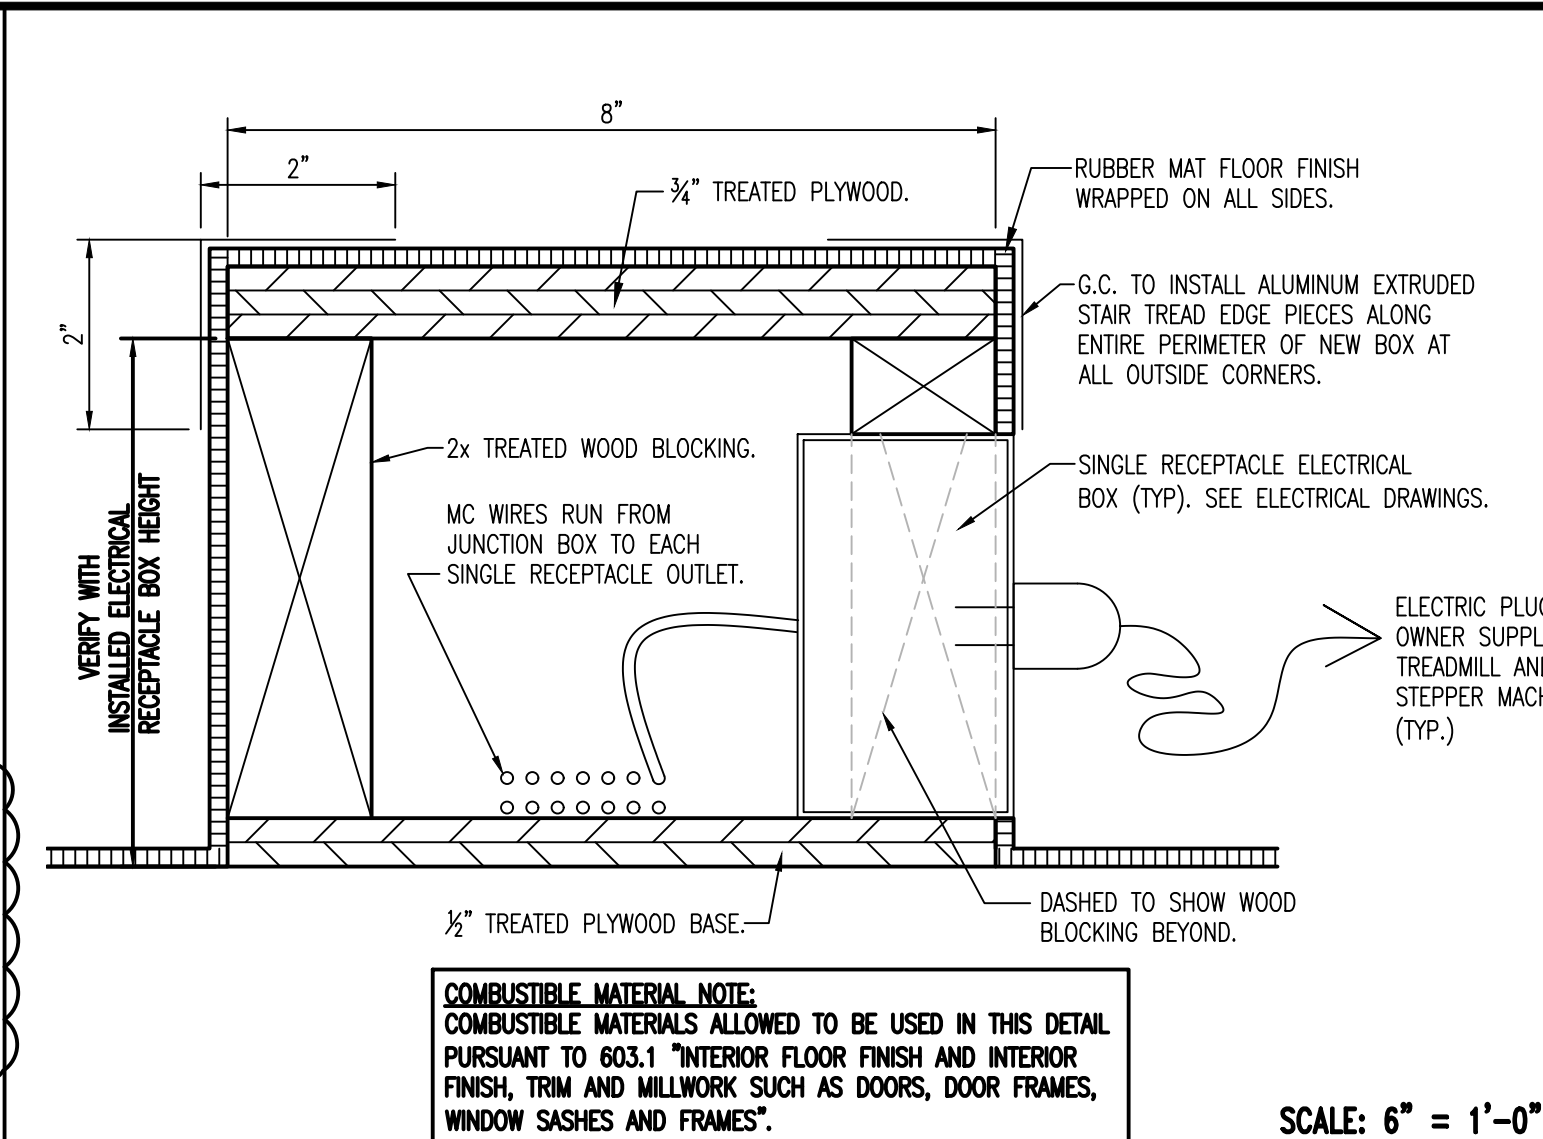 8"
2"
¾" TREATED PLYWOOD.
RUBBER MAT FLOOR FINISH
WRAPPED ON ALL SIDES.
2"
G.C. TO INSTALL ALUMINUM EXTRUDED
STAIR TREAD EDGE PIECES ALONG
ENTIRE PERIMETER OF NEW BOX AT
ALL OUTSIDE CORNERS.
2x TREATED WOOD BLOCKING.
SINGLE RECEPTACLE ELECTRICAL
BOX (TYP). SEE ELECTRICAL DRAWINGS.
MC WIRES RUN FROM
JUNCTION BOX TO EACH
SINGLE RECEPTACLE OUTLET.
VERIFY WITH
INSTALLED ELECTRICAL
RECEPTACLE BOX HEIGHT
ELECTRIC
OWNER
TREADMILL
STEPPER
(TYP.)
½" TREATED PLYWOOD BASE.
DASHED TO SHOW WOOD
BLOCKING BEYOND.
COMBUSTIBLE MATERIAL NOTE:
COMBUSTIBLE MATERIALS ALLOWED TO BE USED IN THIS DETAIL
PURSUANT TO 603.1 "INTERIOR FLOOR FINISH AND INTERIOR
FINISH, TRIM AND MILLWORK SUCH AS DOORS, DOOR FRAMES,
WINDOW SASHES AND FRAMES".
SCALE: 6" = 1'-0"